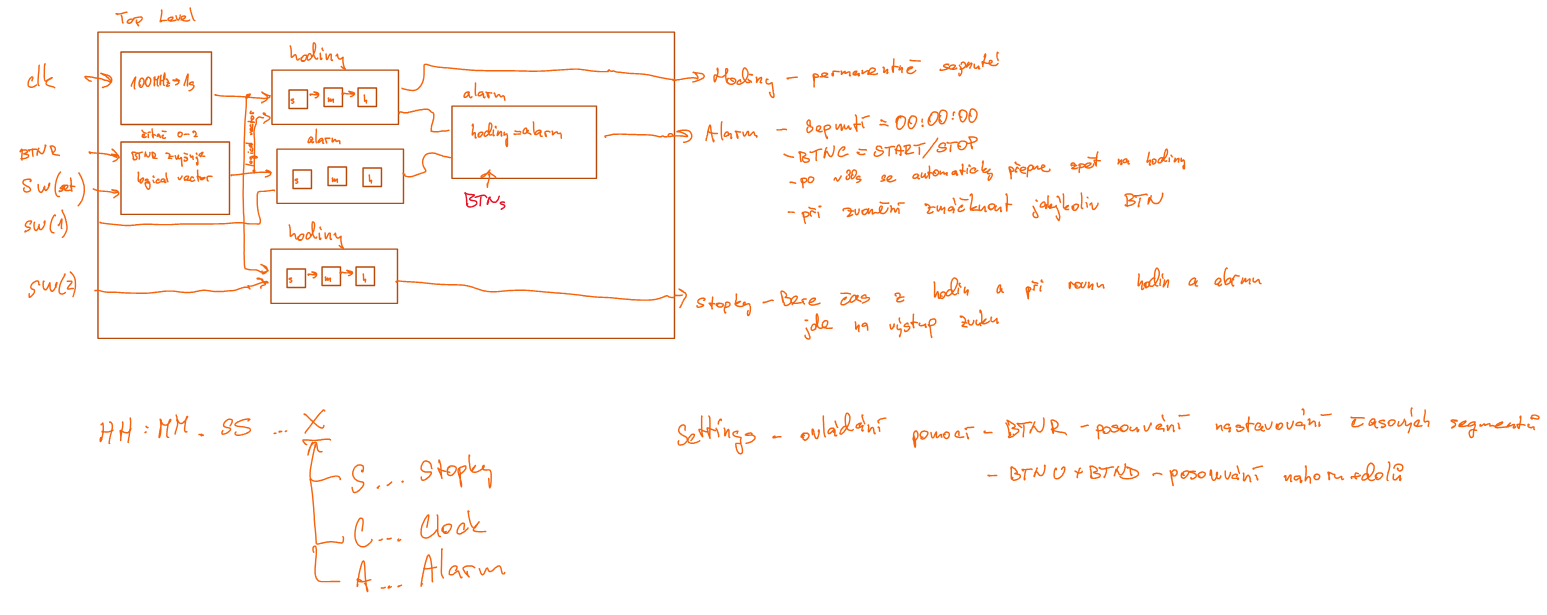 Top Level
clk
100MHz→1s
hodiny
s → m → h
Hodiny - permanentně sepnuté
alarm
hodiny = alarm
Alarm - Sepnutí = 00:00:00
- BTNC = START/STOP
- po ~30s se automaticky přepne zpět na hodiny
- při zvonění zmáčknout jakýkoliv BTN
BTNs
čítač 0-2
BTNR
BTNR zvyšuje
logical vector
logical vector
SW(set)
alarm
s m h
SW(1)
hodiny
s → m → h
SW(2)
Stopky - Bere čas z hodin a při rovnu hodin a alarmu
jde na výstup zvuku
HH:MM.SS ... X
S ... Stopky
C ... Clock
A ... Alarm
Settings - ovládání pomocí - BTNR - posouvání nastavování časových segmentů
- BTNU + BTND - posouvání nahoru + dolů